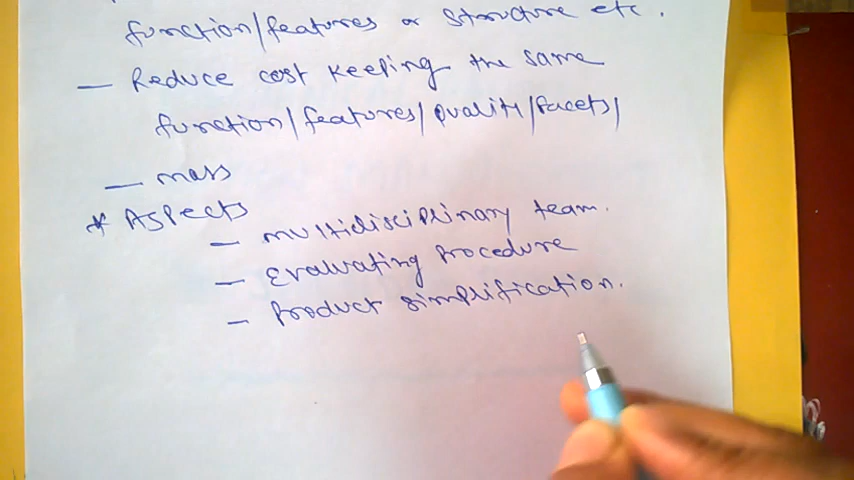 function/features or structure etc.
— Reduce cost keeping the same
function/features/quality/facets/
— mass
* Aspects
— multidisciplinary team.
— Evaluating Procedure
— Product simplification.